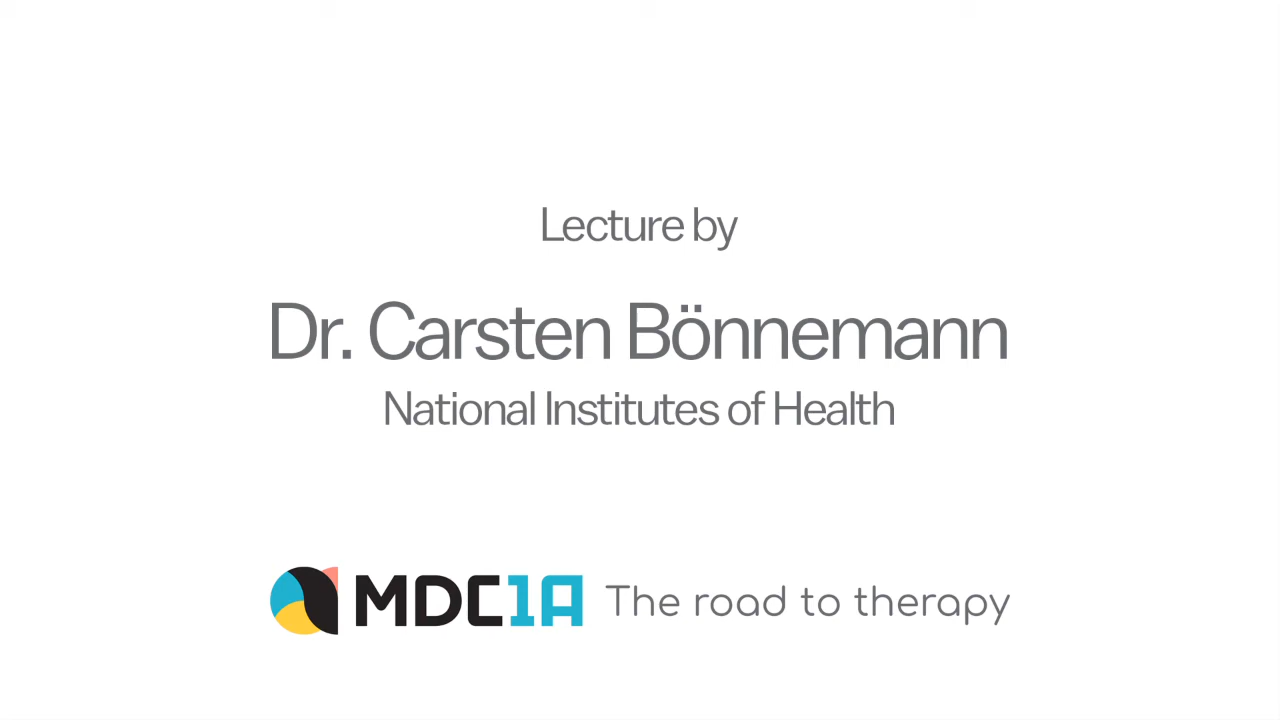 Lecture by
Dr. Carsten Bönnemann
National Institutes of Health
MDC1A The road to therapy